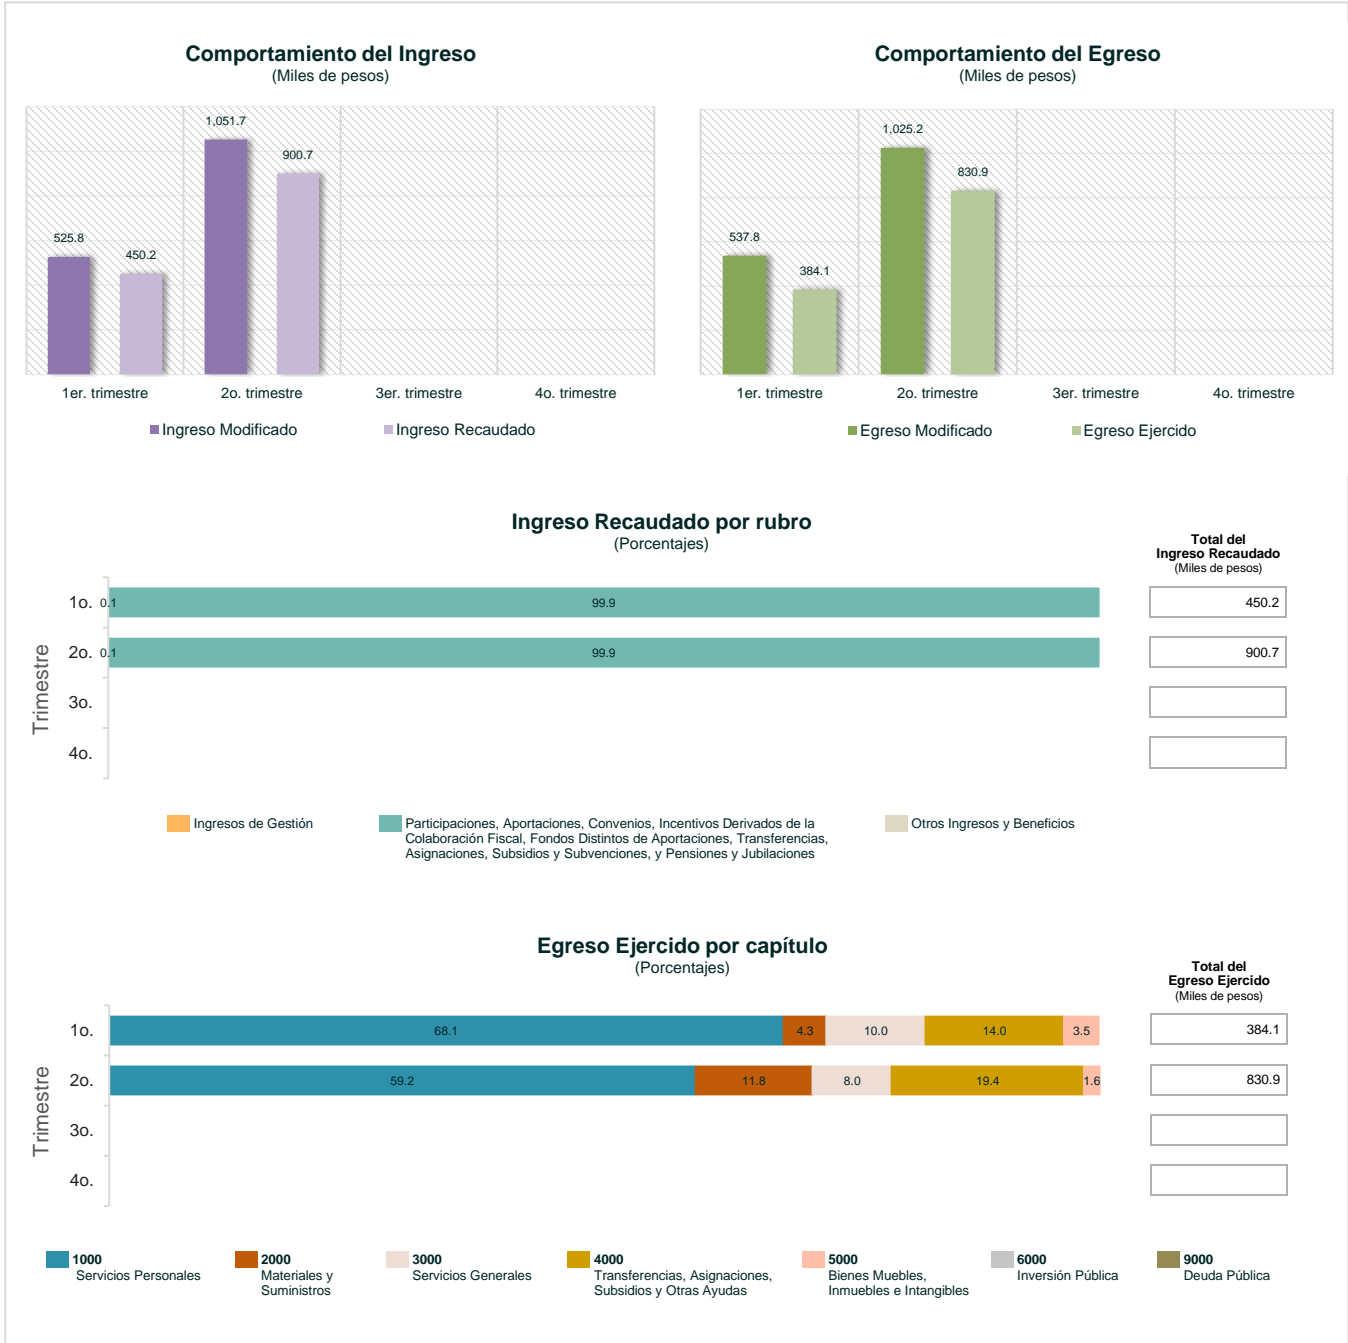 Comportamiento del Ingreso
(Miles de pesos)
1,051.7
900.7
525.8
450.2
1er. trimestre
2o. trimestre
3er. trimestre
4o. trimestre
Ingreso Modificado
Ingreso Recaudado
Comportamiento del Egreso
(Miles de pesos)
1,025.2
830.9
537.8
384.1
1er. trimestre
2o. trimestre
3er. trimestre
4o. trimestre
Egreso Modificado
Egreso Ejercido
Ingreso Recaudado por rubro
(Porcentajes)
Total del
Ingreso Recaudado
(Miles de pesos)
Trimestre
1o. 0.1 99.9 450.2
2o. 0.1 99.9 900.7
3o.
4o.
Ingresos de Gestión
Participaciones, Aportaciones, Convenios, Incentivos Derivados de la
Colaboración Fiscal, Fondos Distintos de Aportaciones, Transferencias,
Asignaciones, Subsidios y Subvenciones, y Pensiones y Jubilaciones
Otros Ingresos y Beneficios
Egreso Ejercido por capítulo
(Porcentajes)
Total del
Egreso Ejercido
(Miles de pesos)
Trimestre
1o. 68.1 4.3 10.0 14.0 3.5 384.1
2o. 59.2 11.8 8.0 19.4 1.6 830.9
3o.
4o.
1000
Servicios Personales
2000
Materiales y
Suministros
3000
Servicios Generales
4000
Transferencias, Asignaciones,
Subsidios y Otras Ayudas
5000
Bienes Muebles,
Inmuebles e Intangibles
6000
Inversión Pública
9000
Deuda Pública